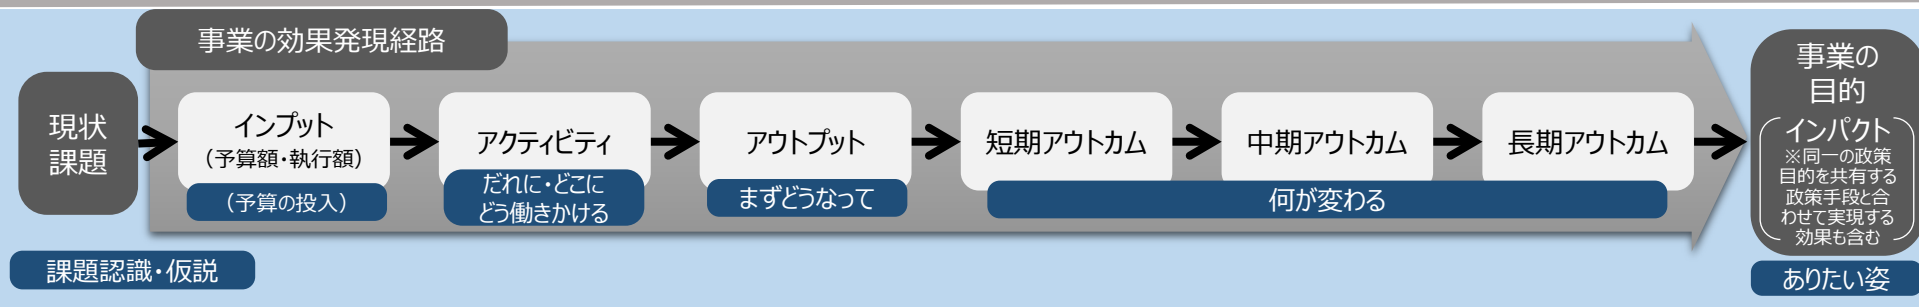 事業の効果発現経路
現状
課題
インプット
（予算額・執行額）
（予算の投入）
アクティビティ
だれに・どこに
どう働きかける
アウトプット
まずどうなって
短期アウトカム
中期アウトカム
長期アウトカム
何が変わる
事業の
目的
インパクト
※同一の政策
目的を共有する
政策手段と合
わせて実現する
効果も含む
課題認識・仮説
ありたい姿